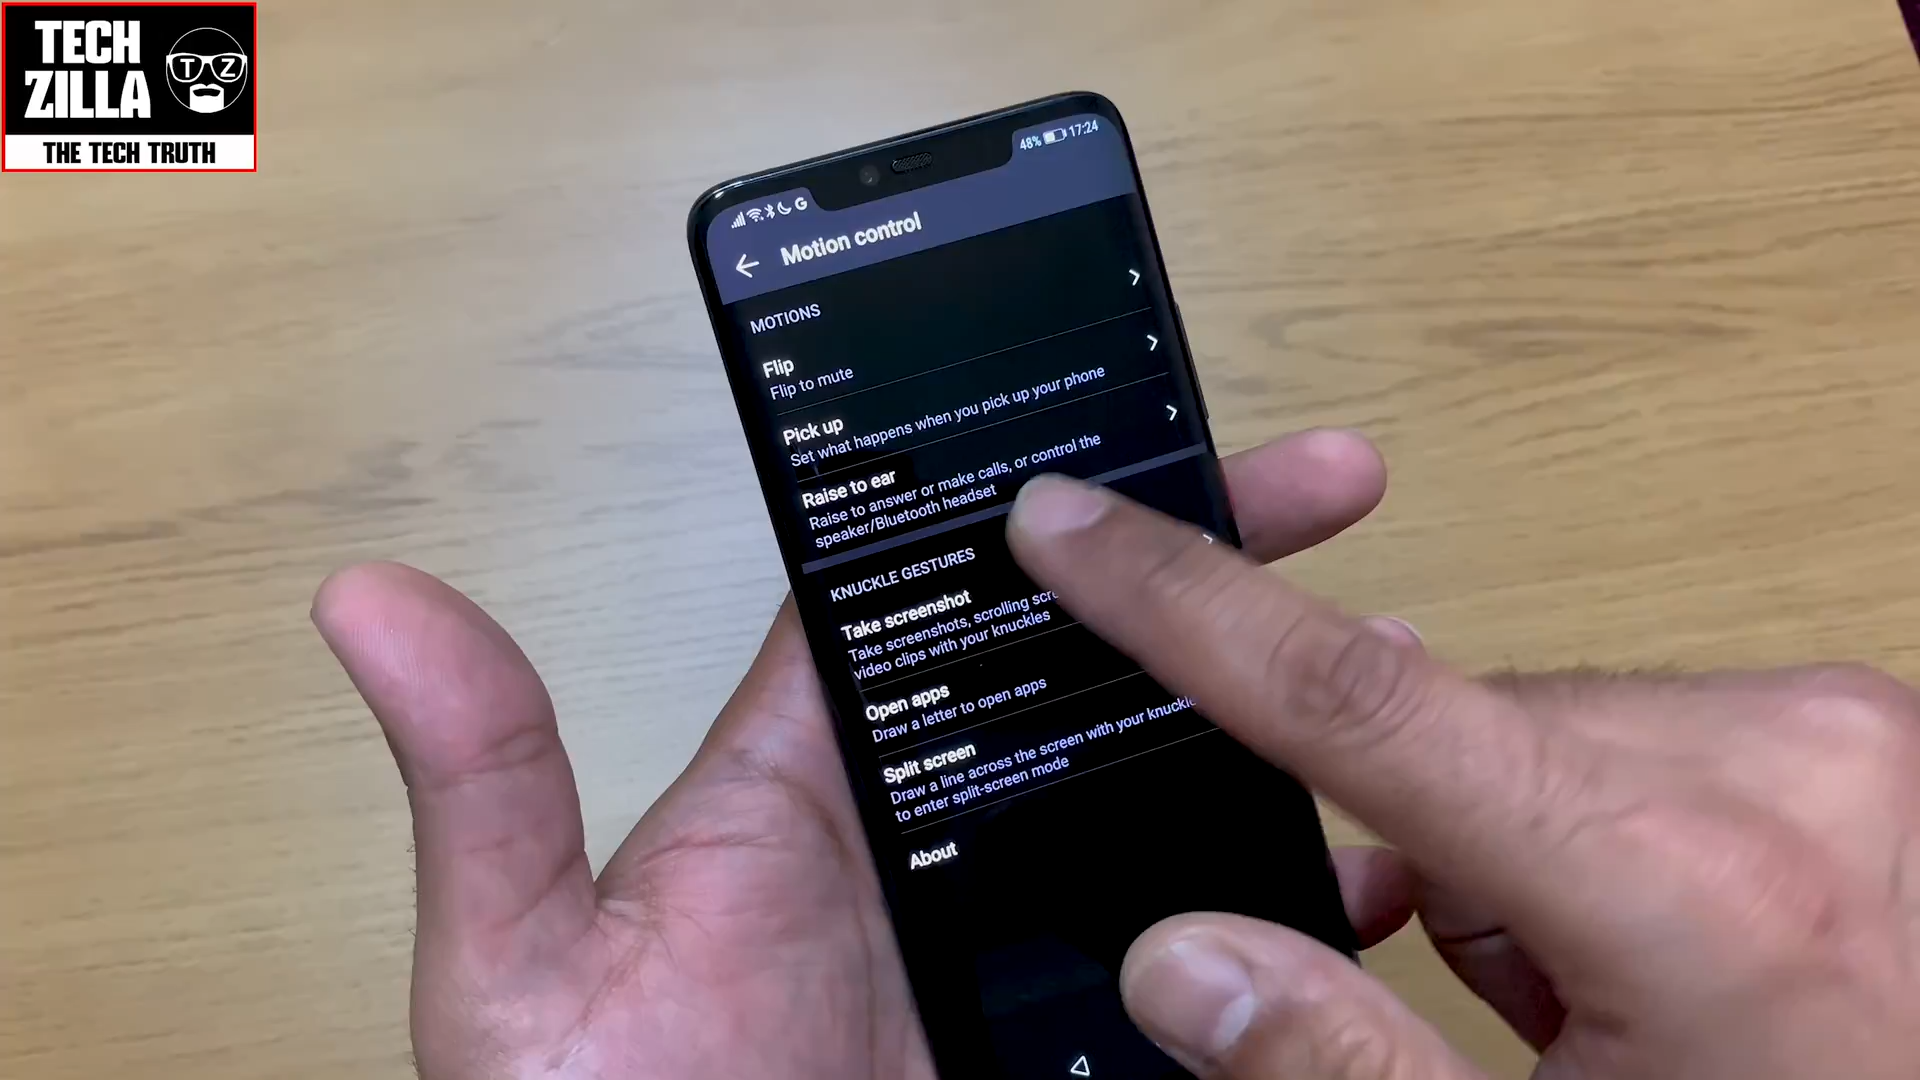 TECH
ZILLA
TZ
THE TECH TRUTH
48% 17:24
G
Motion control
MOTIONS
Flip
Flip to mute
Pick up
Set what happens when you pick up your phone
Raise to ear
Raise to answer or make calls, or control the
speaker/Bluetooth headset
KNUCKLE GESTURES
Take screenshot
Take screenshots, scrolling
video clips with your knuckles
Open apps
Draw a letter to open apps
Split screen
Draw a line across the screen with your
to enter split-screen mode
About